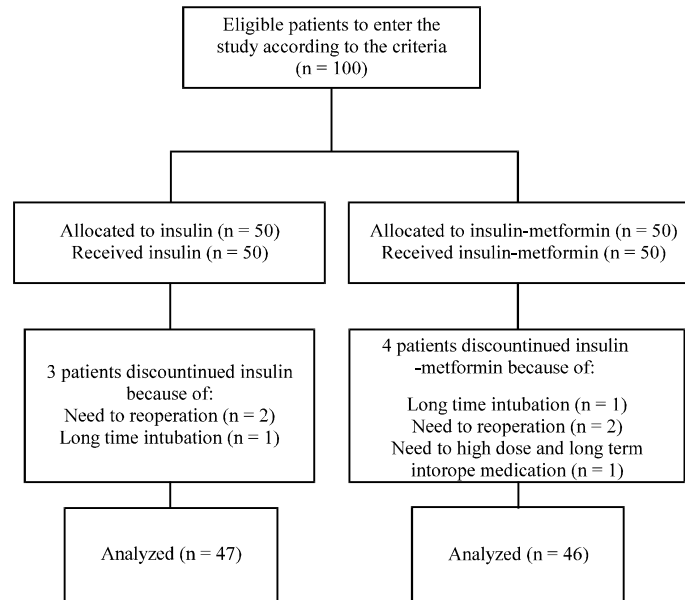 Eligible patients to enter the
study according to the criteria
(n = 100)
Allocated to insulin (n = 50)
Received insulin (n = 50)
Allocated to insulin-metformin (n = 50)
Received insulin-metformin (n = 50)
3 patients discountinued insulin
because of:
Need to reoperation (n = 2)
Long time intubation (n = 1)
4 patients discountinued insulin
-metformin because of:
Long time intubation (n = 1)
Need to reoperation (n = 2)
Need to high dose and long term
intorope medication (n = 1)
Analyzed (n = 47)
Analyzed (n = 46)